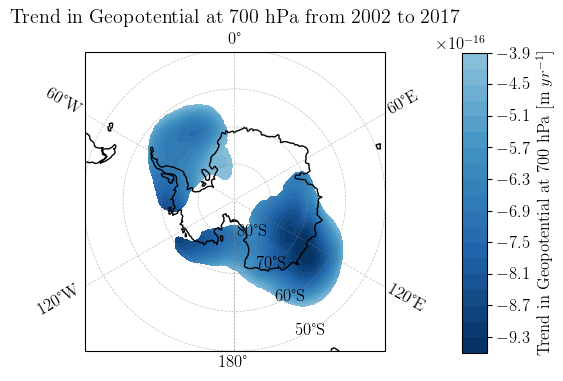 Trend in Geopotential at 700 hPa from 2002 to 2017
0°
×10⁻¹⁶
60°W
60°E
80°S
70°S
60°S
50°S
120°W
120°E
180°
−3.9
−4.5
−5.1
−5.7
−6.3
−6.9
−7.5
−8.1
−8.7
−9.3
Trend in Geopotential at 700 hPa [m yr⁻¹]